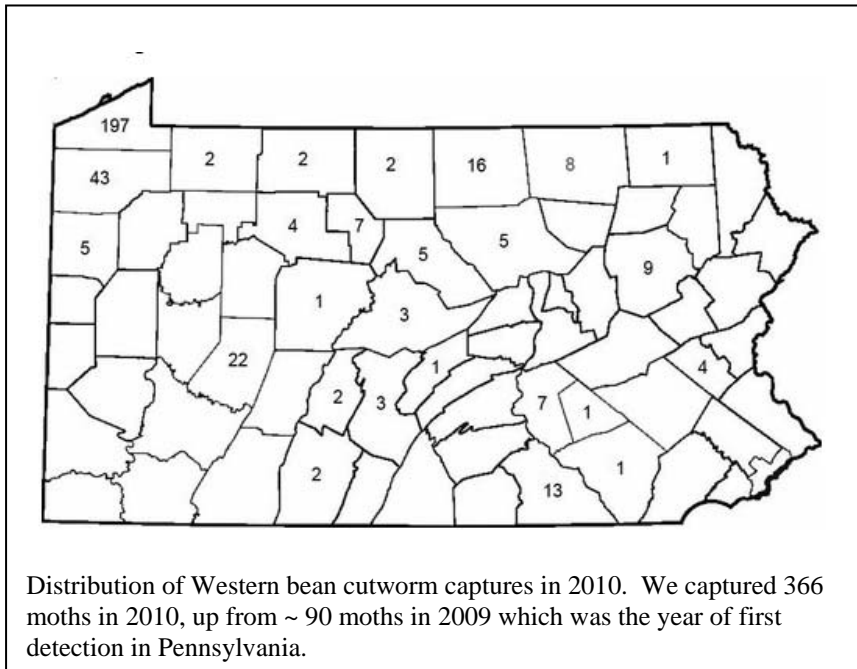 197
2 2 2 16 8 1
43
4 7
5 5 5
9
1 3
22 1 4
2 3 7 1
2 1
13
Distribution of Western bean cutworm captures in 2010. We captured 366
moths in 2010, up from ~ 90 moths in 2009 which was the year of first
detection in Pennsylvania.